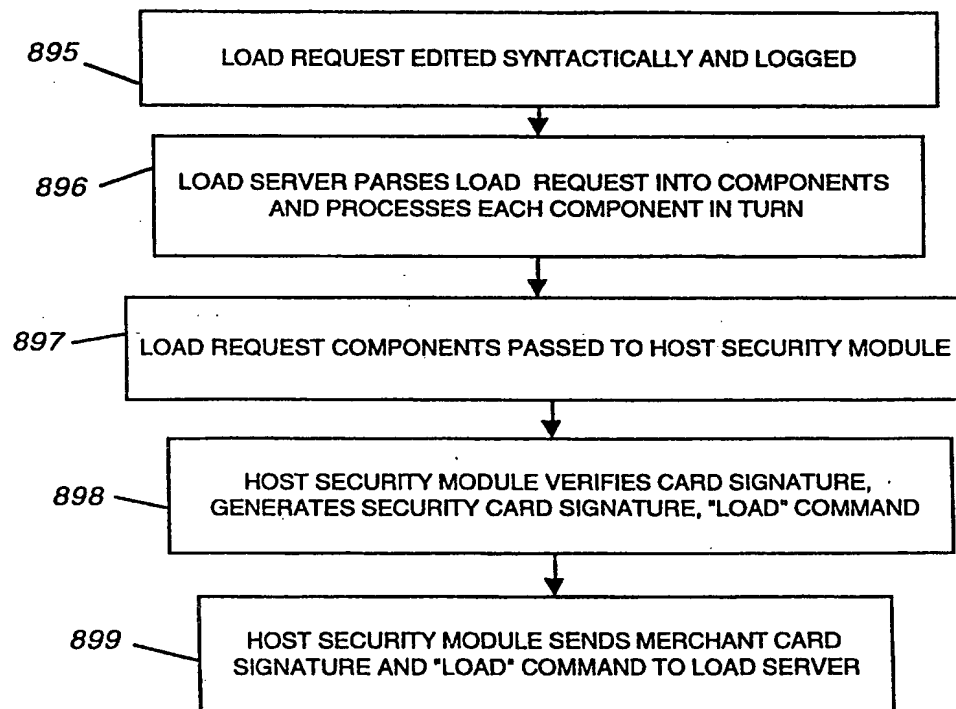 895
LOAD REQUEST EDITED SYNTACTICALLY AND LOGGED
896
LOAD SERVER PARSES LOAD REQUEST INTO COMPONENTS
AND PROCESSES EACH COMPONENT IN TURN
897
LOAD REQUEST COMPONENTS PASSED TO HOST SECURITY MODULE
898
HOST SECURITY MODULE VERIFIES CARD SIGNATURE,
GENERATES SECURITY CARD SIGNATURE, "LOAD" COMMAND
899
HOST SECURITY MODULE SENDS MERCHANT CARD
SIGNATURE AND "LOAD" COMMAND TO LOAD SERVER